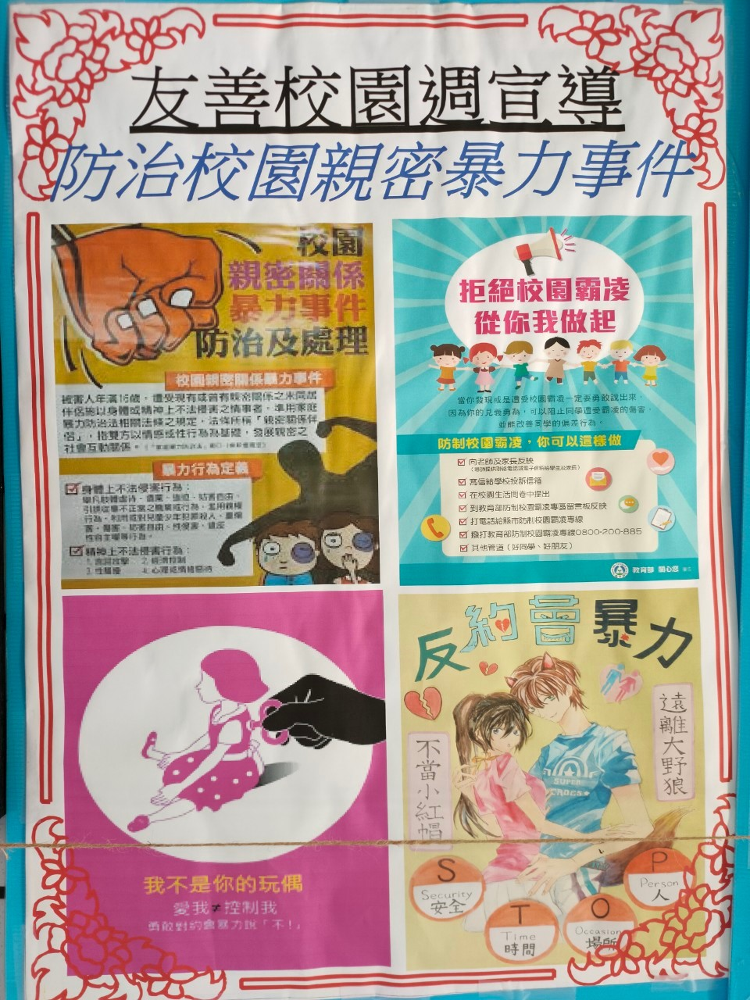 友善校園週宣導
防治校園親密暴力事件
校園
親密關係
暴力事件
防治及處理
校園親密關係暴力事件
被害人年滿16歲，遭受現有或曾有親密關係之未同居
伴侶施以身體或精神上不法侵害之情事者，準用家庭
暴力防治法相關法條之規定，法條所稱「親密關係伴
侶」，指雙方以情感或性行為為基礎，發展親密之
社會互動關係。
暴力行為定義
身體上不法侵害行為：
精神上不法侵害行為：
1. 言詞攻擊 2. 經濟控制
3. 性騷擾 4. 心理或情緒虐待
拒絕校園霸凌
從你我做起
當你發現或是遭受校園霸凌一定要勇敢說出來，
因為你的見義勇為，可以阻止同學遭受霸凌的傷害，
並能改善同學的偏差行為。
防制校園霸凌，你可以這樣做
向老師及家長反映
寫信給學校投訴信箱
在校園生活問卷中提出
到教育部防制校園霸凌專區留言板反映
打電話給縣市防制校園霸凌專線
撥打教育部防制校園霸凌專線0800-200-885
其他管道（好同學、好朋友）
教育部 關心您
我不是你的玩偶
愛我≠控制我
勇敢對約會暴力說「不！」
反約會暴力
遠離大野狼
不當小紅帽
SUPER
S
Security
安全
T
Time
時間
O
Occasion
場所
P
Person
人